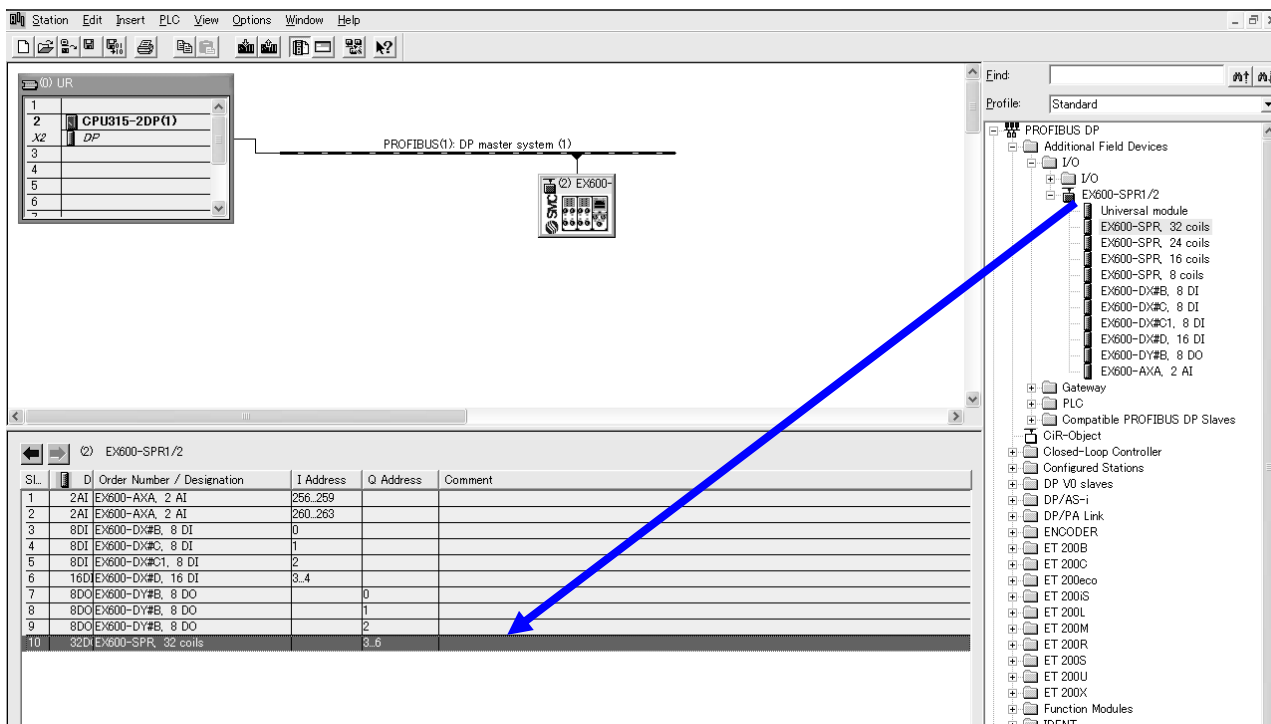 Station Edit Insert PLC View Options Window Help
(0) UR
1
2 CPU315-2DP(1)
X2 DP
3
4
5
6
7
PROFIBUS(1): DP master system (1)
(2) EX600-
SMC
Find:
Profile: Standard
PROFIBUS DP
Additional Field Devices
I/O
I/O
EX600-SPR1/2
Universal module
EX600-SPR, 32 coils
EX600-SPR, 24 coils
EX600-SPR, 16 coils
EX600-SPR, 8 coils
EX600-DX#B, 8 DI
EX600-DX#C, 8 DI
EX600-DX#C1, 8 DI
EX600-DX#D, 16 DI
EX600-DY#B, 8 DO
EX600-AXA, 2 AI
Gateway
PLC
Compatible PROFIBUS DP Slaves
CiR-Object
Closed-Loop Controller
Configured Stations
DP V0 slaves
DP/AS-i
DP/PA Link
ENCODER
ET 200B
ET 200C
ET 200eco
ET 200iS
ET 200L
ET 200M
ET 200R
ET 200S
ET 200U
ET 200X
Function Modules
IDENT
(2) EX600-SPR1/2
Sl... D Order Number / Designation I Address Q Address Comment
1 2AI EX600-AXA, 2 AI 256..259
2 2AI EX600-AXA, 2 AI 260..263
3 8DI EX600-DX#B, 8 DI 0
4 8DI EX600-DX#C, 8 DI 1
5 8DI EX600-DX#C1, 8 DI 2
6 16DI EX600-DX#D, 16 DI 3..4
7 8DO EX600-DY#B, 8 DO 0
8 8DO EX600-DY#B, 8 DO 1
9 8DO EX600-DY#B, 8 DO 2
10 32D EX600-SPR, 32 coils 3..6